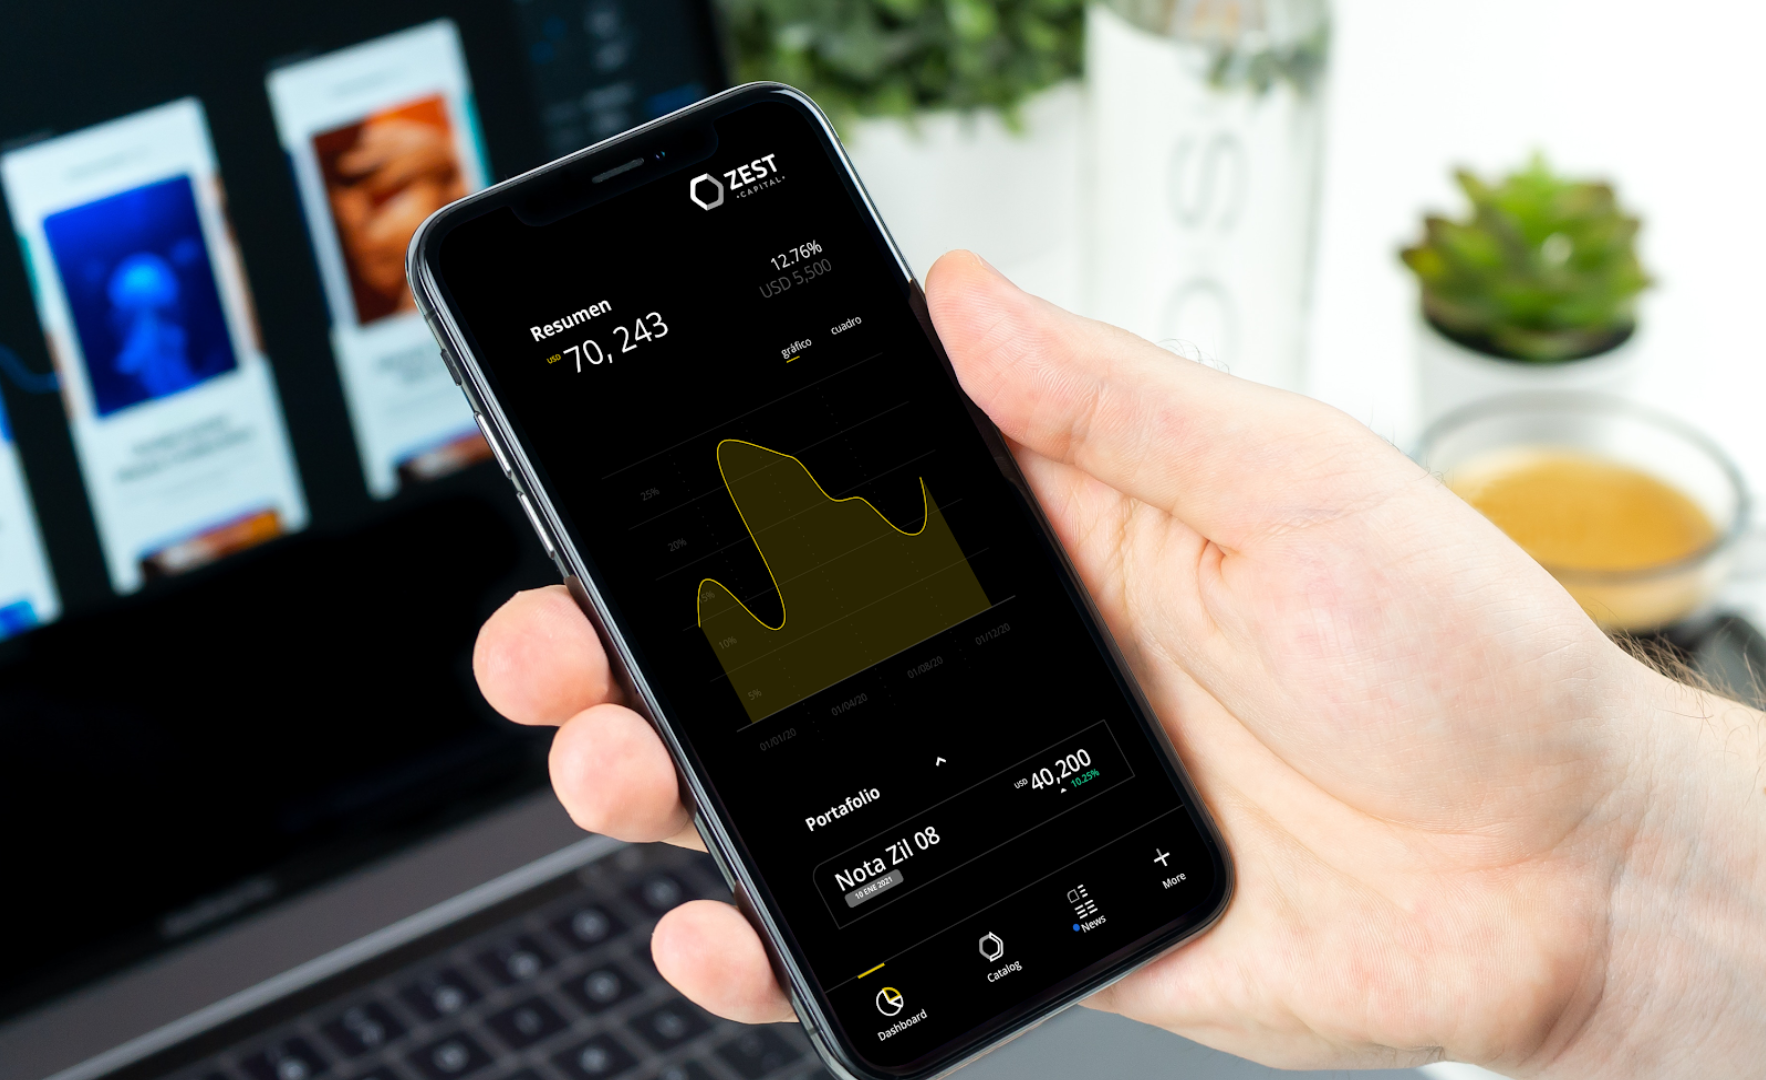 ZEST
·CAPITAL·
12.76%
USD 5,500
Resumen
USD 70, 243
gráfico cuadro
25%
20%
5%
10%
5%
01/01/20 01/04/20 01/08/20 01/12/20
Portafolio
Nota Zil 08
10 ENE 2021
USD 40,200
10.25%
Dashboard Catalog News More